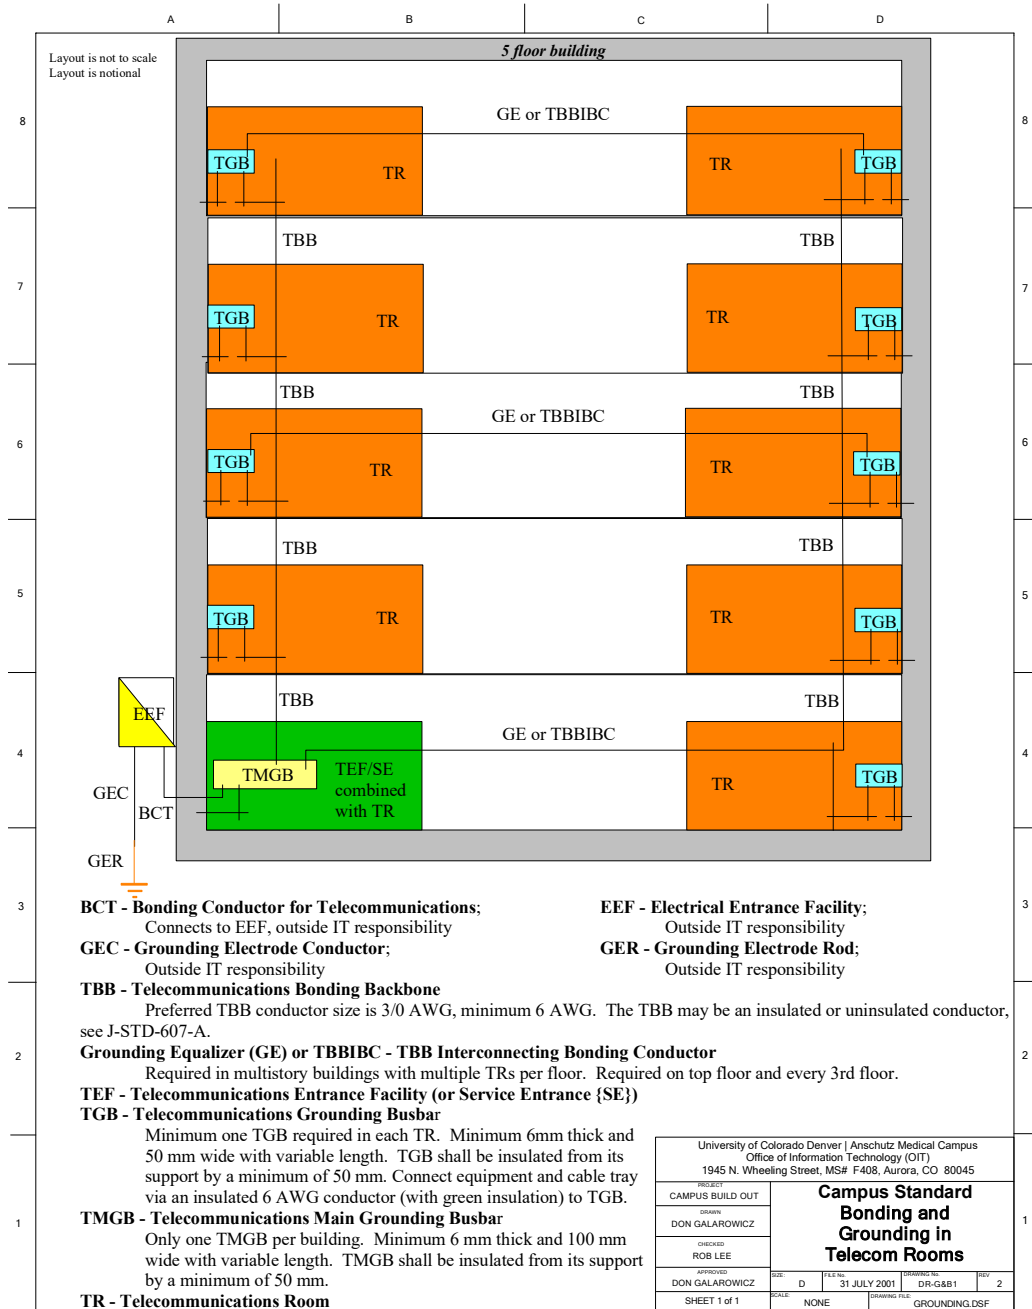 A B C D
Layout is not to scale
Layout is notional
5 floor building
8 8
GE or TBBIBC
TGB TR TR TGB
TBB TBB
7 7
TGB TR TR TGB
TBB TBB
GE or TBBIBC
6 6
TGB TR TR TGB
TBB TBB
5 5
TGB TR TR TGB
TBB TBB
EEF
GE or TBBIBC
4 4
TMGB
TEF/SE
combined
with TR
TR TGB
GEC
BCT
GER
3 3
BCT - Bonding Conductor for Telecommunications;
Connects to EEF, outside IT responsibility
EEF - Electrical Entrance Facility;
Outside IT responsibility
GEC - Grounding Electrode Conductor;
Outside IT responsibility
GER - Grounding Electrode Rod;
Outside IT responsibility
TBB - Telecommunications Bonding Backbone
Preferred TBB conductor size is 3/0 AWG, minimum 6 AWG. The TBB may be an insulated or uninsulated conductor,
see J-STD-607-A.
2 2
Grounding Equalizer (GE) or TBBIBC - TBB Interconnecting Bonding Conductor
Required in multistory buildings with multiple TRs per floor. Required on top floor and every 3rd floor.
TEF - Telecommunications Entrance Facility (or Service Entrance {SE})
TGB - Telecommunications Grounding Busbar
Minimum one TGB required in each TR. Minimum 6mm thick and
50 mm wide with variable length. TGB shall be insulated from its
support by a minimum of 50 mm. Connect equipment and cable tray
via an insulated 6 AWG conductor (with green insulation) to TGB.
1 1
TMGB - Telecommunications Main Grounding Busbar
Only one TMGB per building. Minimum 6 mm thick and 100 mm
wide with variable length. TMGB shall be insulated from its support
by a minimum of 50 mm.
TR - Telecommunications Room
University of Colorado Denver | Anschutz Medical Campus
Office of Information Technology (OIT)
1945 N. Wheeling Street, MS# F408, Aurora, CO 80045
PROJECT
CAMPUS BUILD OUT
DRAWN
DON GALAROWICZ
CHECKED
ROB LEE
APPROVED
DON GALAROWICZ
SHEET 1 of 1
Campus Standard
Bonding and
Grounding in
Telecom Rooms
SIZE: D
FILE No. 31 JULY 2001
DRAWING No. DR-G&B1
REV 2
SCALE: NONE
DRAWING FILE: GROUNDING.DSF